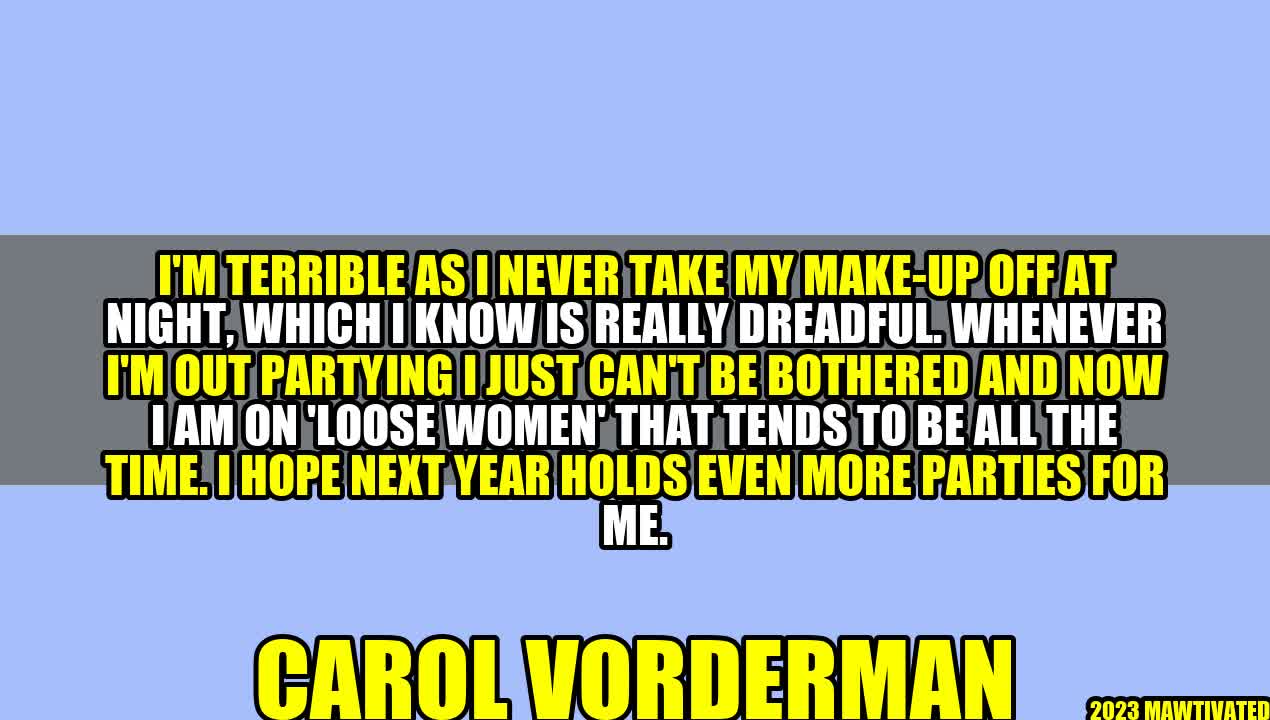 I'M TERRIBLE AS I NEVER TAKE MY MAKE-UP OFF AT
NIGHT, WHICH I KNOW IS REALLY DREADFUL. WHENEVER
I'M OUT PARTYING I JUST CAN'T BE BOTHERED AND NOW
I AM ON 'LOOSE WOMEN' THAT TENDS TO BE ALL THE
TIME. I HOPE NEXT YEAR HOLDS EVEN MORE PARTIES FOR
ME.
CAROL VORDERMAN
2023 MAWTIVATED